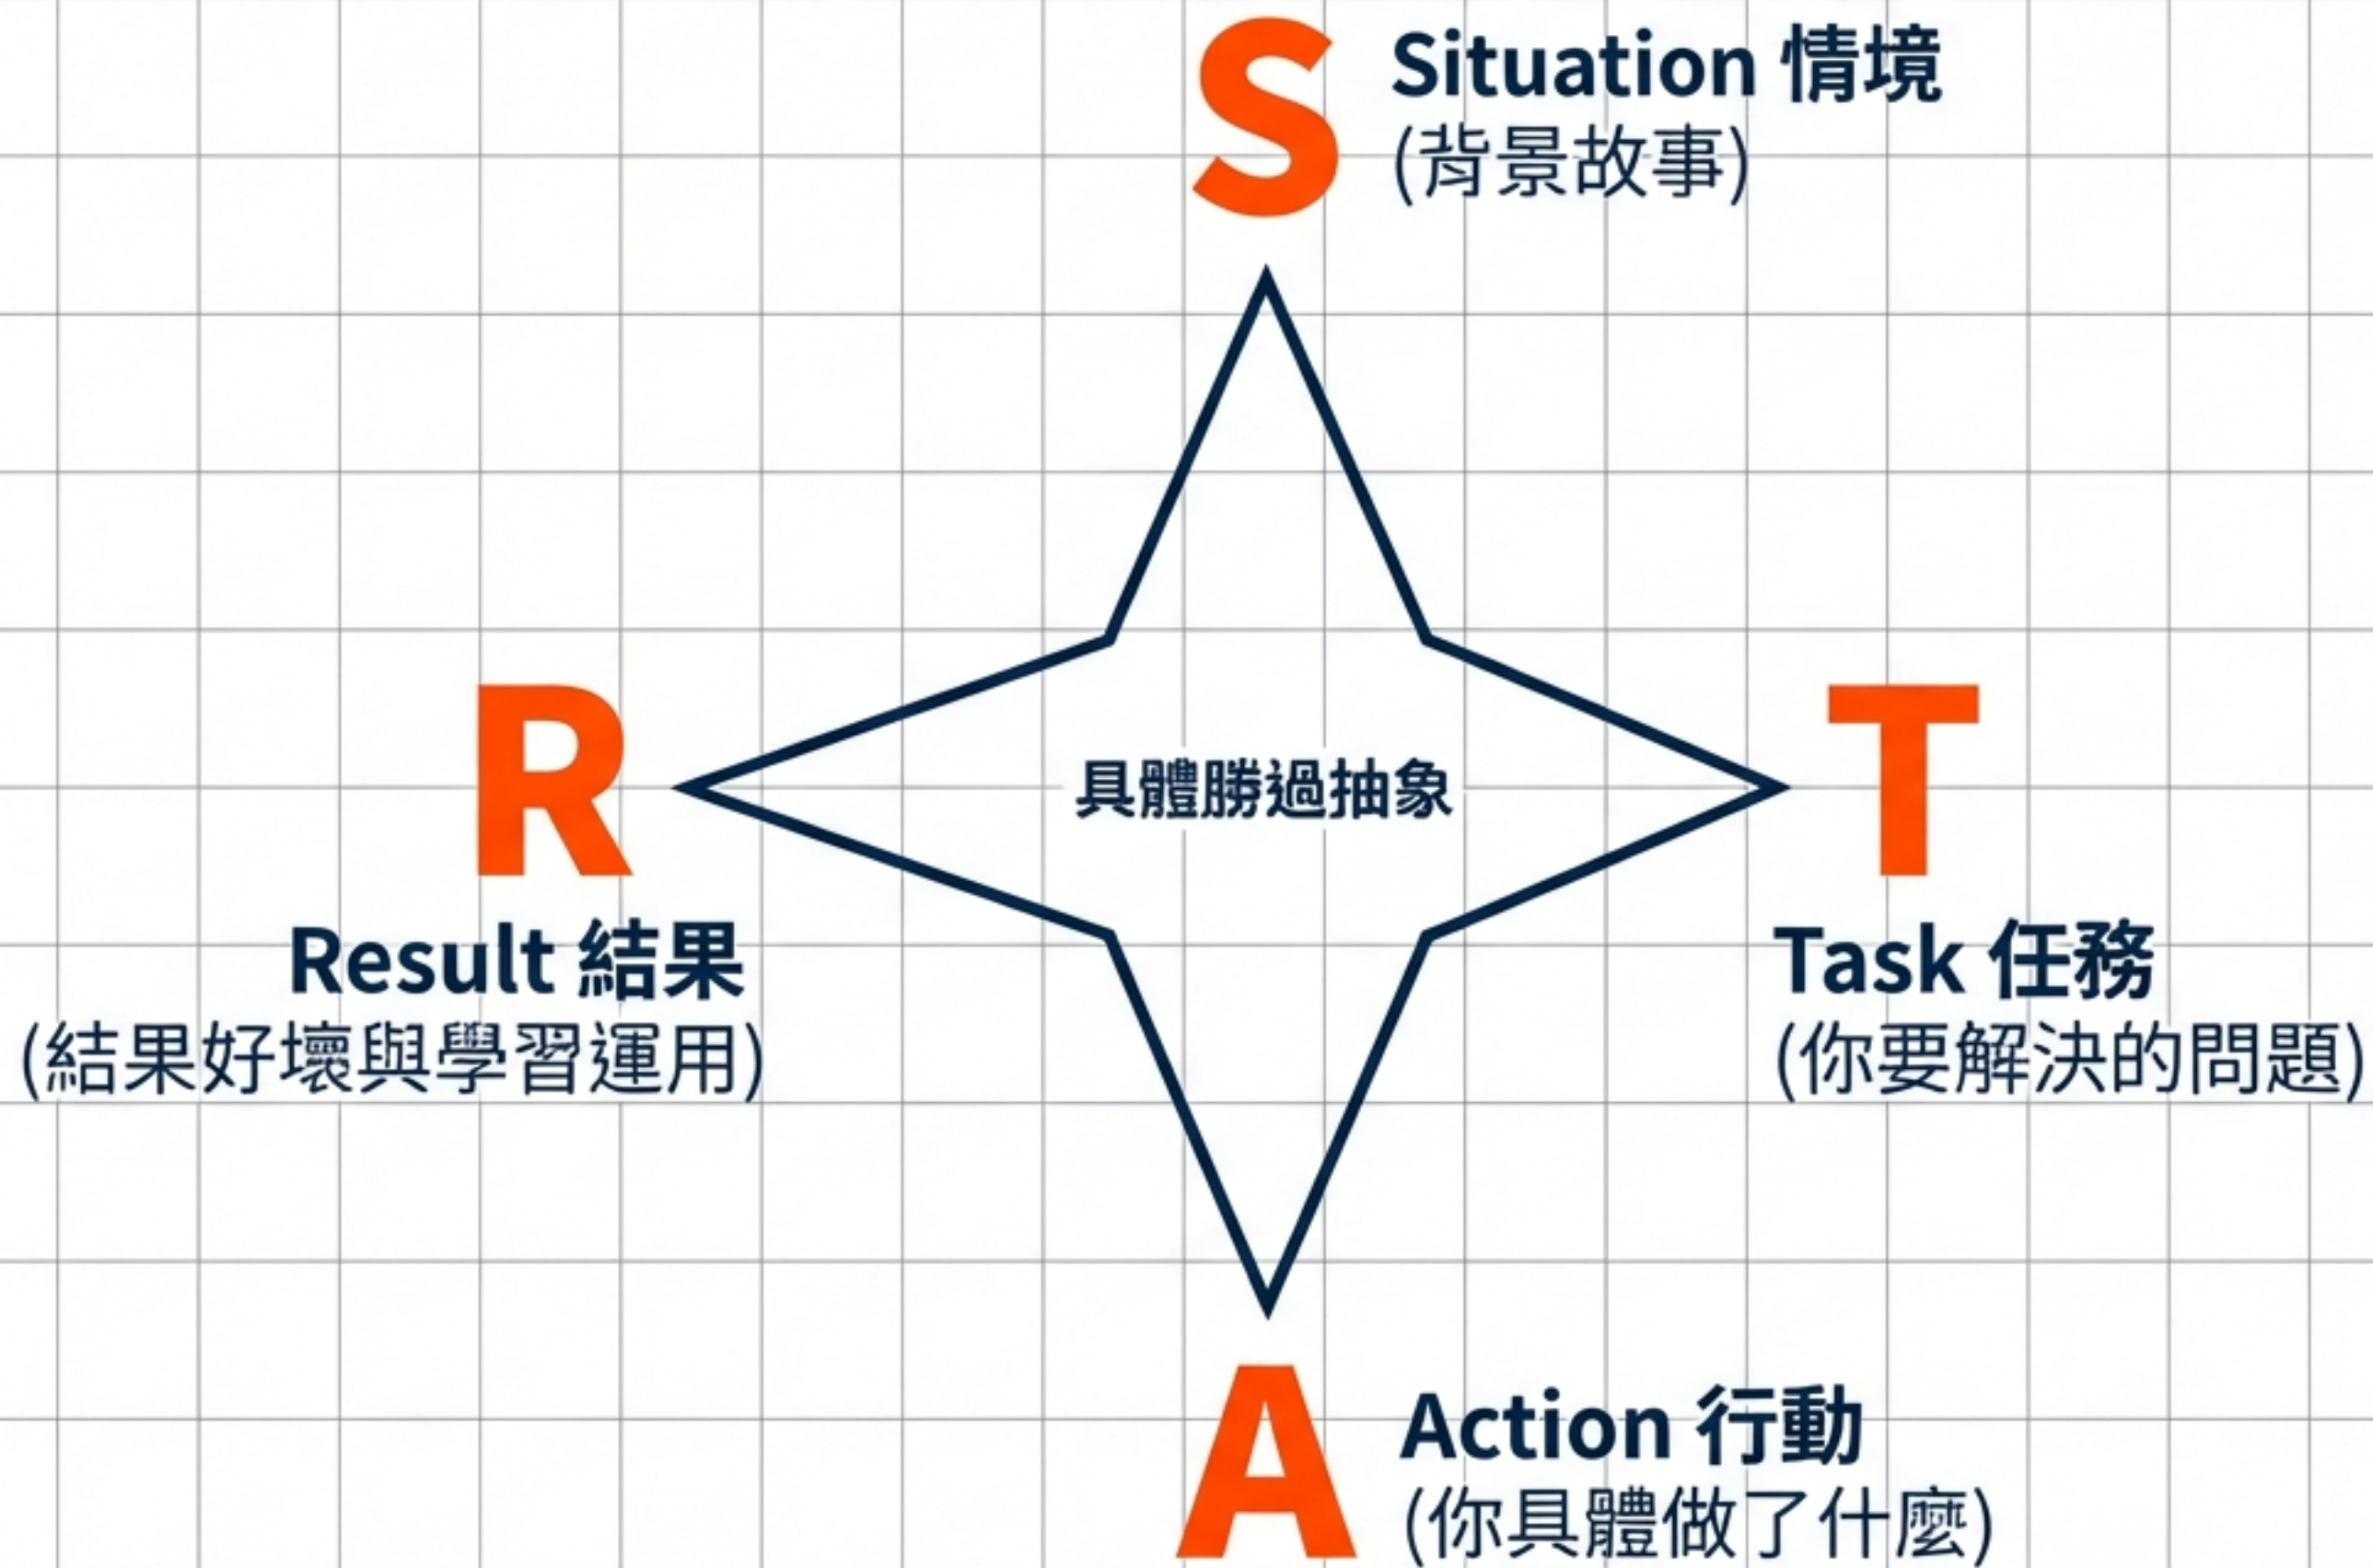 S
Situation 情境
(背景故事)
R
Result 結果
(結果好壞與學習運用)
具體勝過抽象
T
Task 任務
(你要解決的問題)
A
Action 行動
(你具體做了什麼)